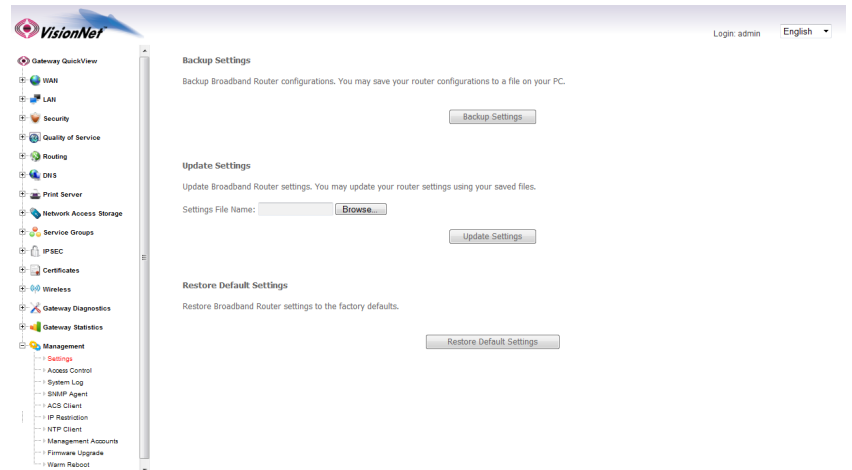 VisionNet
Login: admin
English
Gateway QuickView
WAN
LAN
Security
Quality of Service
Routing
DNS
Print Server
Network Access Storage
Service Groups
IPSEC
Certificates
Wireless
Gateway Diagnostics
Gateway Statistics
Management
Settings
Access Control
System Log
SNMP Agent
ACS Client
IP Restriction
NTP Client
Management Accounts
Firmware Upgrade
Warm Reboot
Backup Settings
Backup Broadband Router configurations. You may save your router configurations to a file on your PC.
Backup Settings
Update Settings
Update Broadband Router settings. You may update your router settings using your saved files.
Settings File Name:
Browse...
Update Settings
Restore Default Settings
Restore Broadband Router settings to the factory defaults.
Restore Default Settings